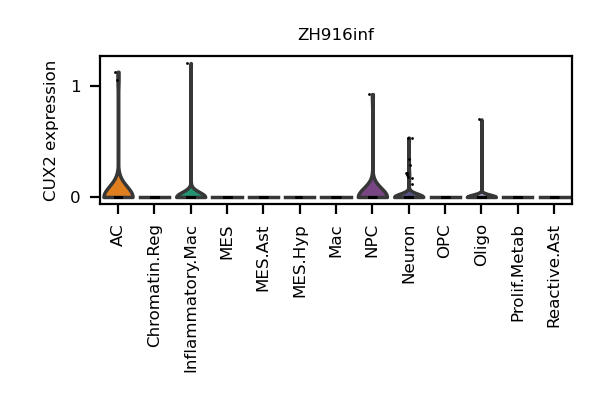 ZH916inf
CUX2 expression
1
0
AC
Chromatin.Reg
Inflammatory.Mac
MES
MES.Ast
MES.Hyp
Mac
NPC
Neuron
OPC
Oligo
Prolif.Metab
Reactive.Ast